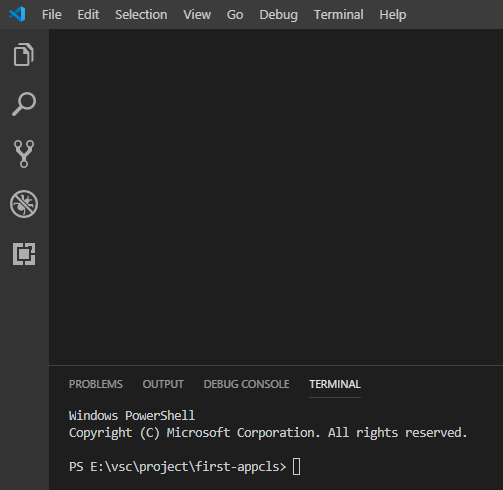 File Edit Selection View Go Debug Terminal Help
PROBLEMS OUTPUT DEBUG CONSOLE TERMINAL
Windows PowerShell
Copyright (C) Microsoft Corporation. All rights reserved.
PS E:\vsc\project\first-appcls>